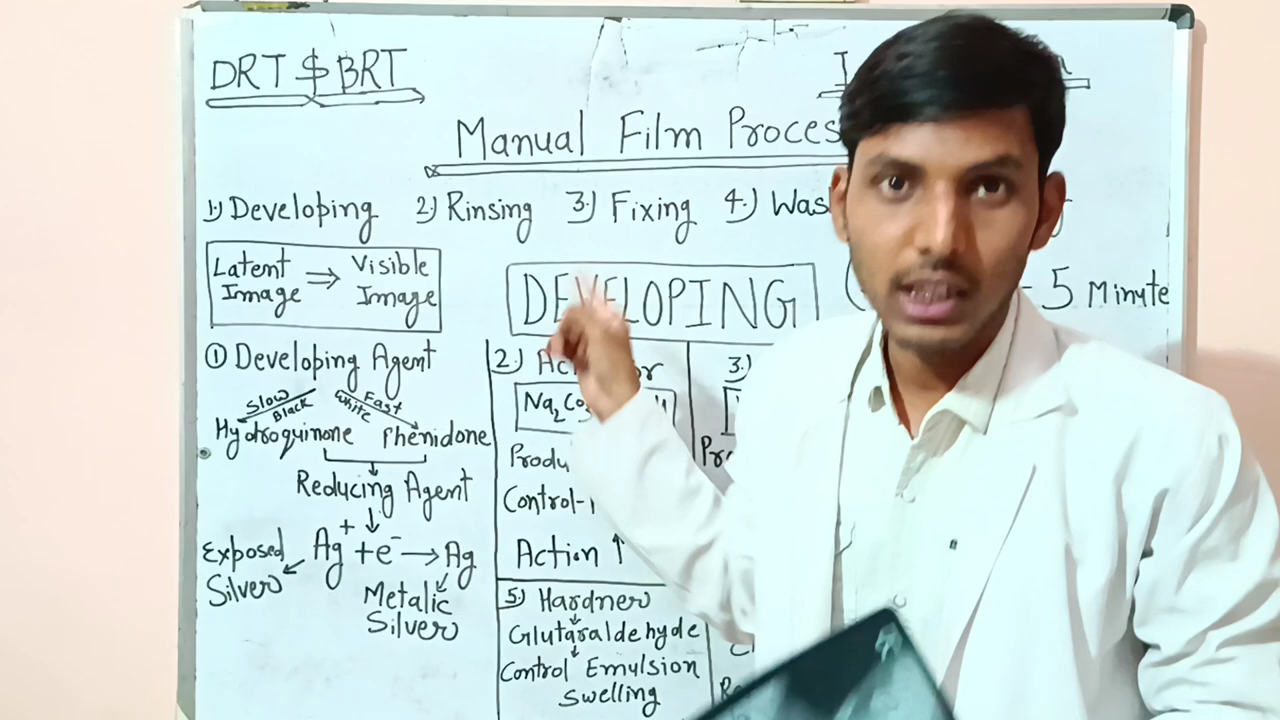 DRT $ BRT
Manual Film Proces
1.) Developing 2.) Rinsing 3.) Fixing 4.) Was
Latent Image ⇒ Visible Image
DEVELOPING
5 Minute
① Developing Agent
Slow Black
White Fast
Hydroquinone Phenidone
Reducing Agent
Ag⁺ + e⁻ → Ag
Exposed Silver
Metalic Silver
2.) Ac
Na₂Co₃
Produ
Control-
Action ↑
3.)
Pr
5.) Hardner
Glutaraldehyde
Control Emulsion
Swelling